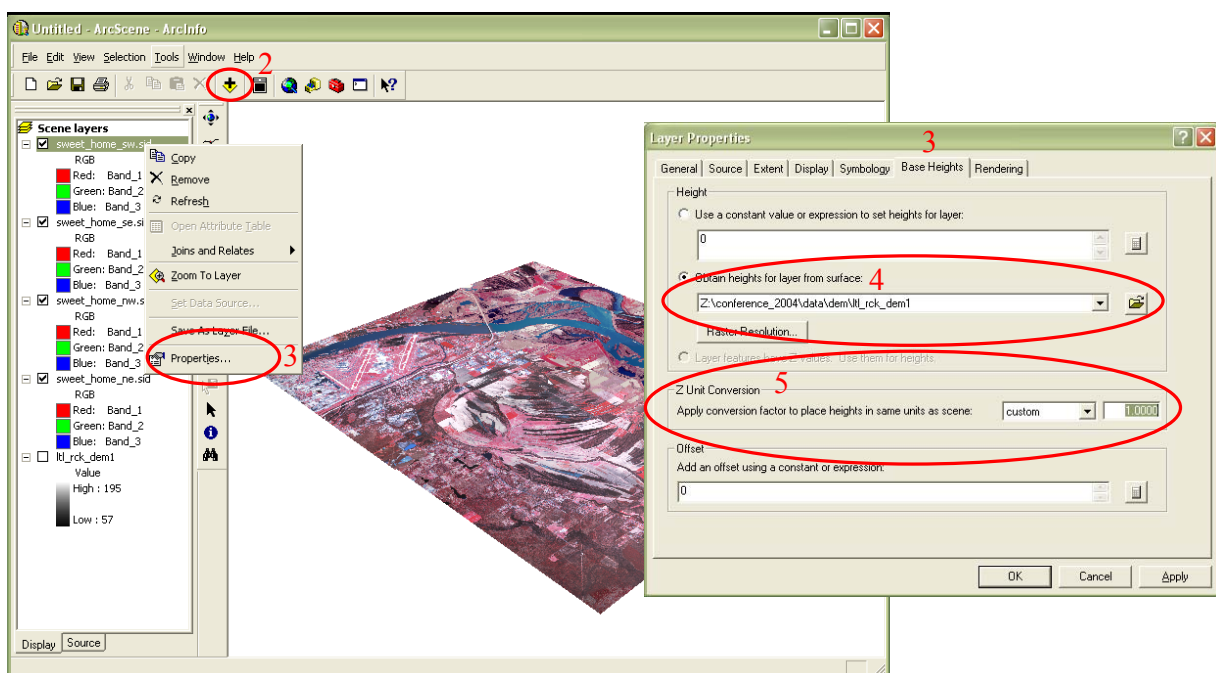 Untitled - ArcScene - ArcInfo
File Edit View Selection Tools Window Help
2
Scene layers
sweet_home_sw.sid
RGB
Red: Band_1
Green: Band_2
Blue: Band_3
sweet_home_se.si
RGB
Red: Band_1
Green: Band_2
Blue: Band_3
sweet_home_nw.s
RGB
Red: Band_1
Green: Band_2
Blue: Band_3
sweet_home_ne.sid
RGB
Red: Band_1
Green: Band_2
Blue: Band_3
ltl_rck_dem1
Value
High : 195
Low : 57
Display Source
Copy
Remove
Refresh
Open Attribute Table
Joins and Relates
Zoom To Layer
Set Data Source...
Save As Layer File...
Properties... 3
Layer Properties
3
General Source Extent Display Symbology Base Heights Rendering
Height
Use a constant value or expression to set heights for layer:
0
Obtain heights for layer from surface: 4
Z:\conference_2004\data\dem\ltl_rck_dem1
Raster Resolution...
Layer features have Z values. Use them for heights.
Z Unit Conversion 5
Apply conversion factor to place heights in same units as scene: custom 1.0000
Offset
Add an offset using a constant or expression:
0
OK Cancel Apply